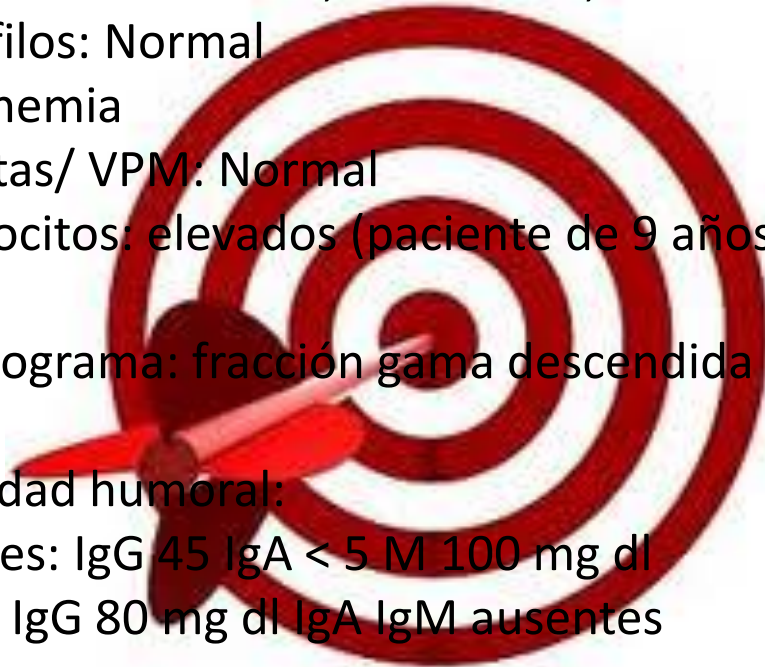 filos: Normal
nemia
tas/ VPM: Normal
ocitos: elevados (paciente de 9 años
ograma: fracción gama descendida
dad humoral:
es: IgG 45 IgA < 5 M 100 mg dl
IgG 80 mg dl IgA IgM ausentes